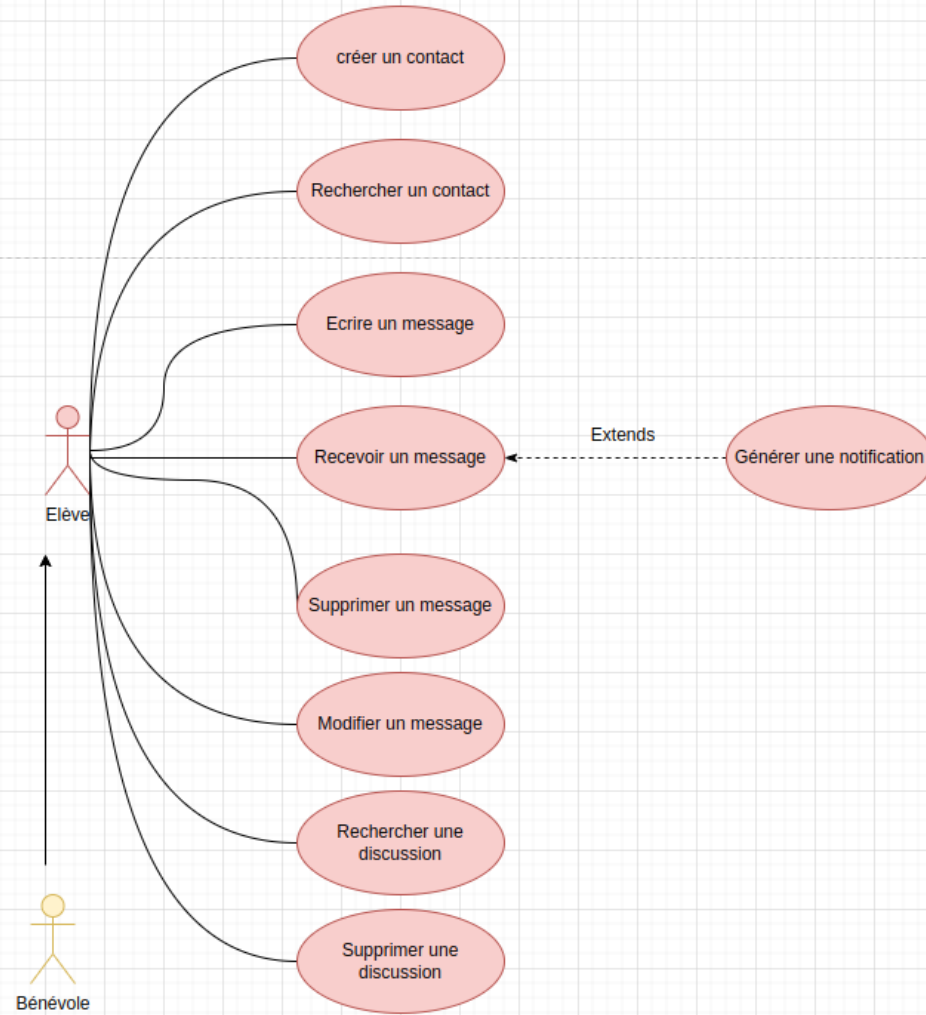 créer un contact
Rechercher un contact
Ecrire un message
Extends
Recevoir un message
Générer une notification
Elève
Supprimer un message
Modifier un message
Rechercher une
discussion
Supprimer une
discussion
Bénévole